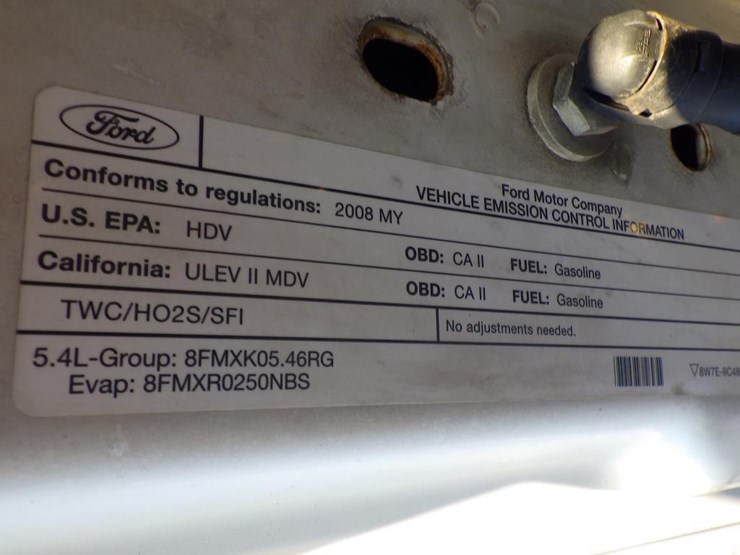 Ford
Ford Motor Company
VEHICLE EMISSION CONTROL INFORMATION
Conforms to regulations: 2008 MY
U.S. EPA: HDV OBD: CA II FUEL: Gasoline
California: ULEV II MDV OBD: CA II FUEL: Gasoline
TWC/HO2S/SFI No adjustments needed.
5.4L-Group: 8FMXK05.46RG
Evap: 8FMXR0250NBS